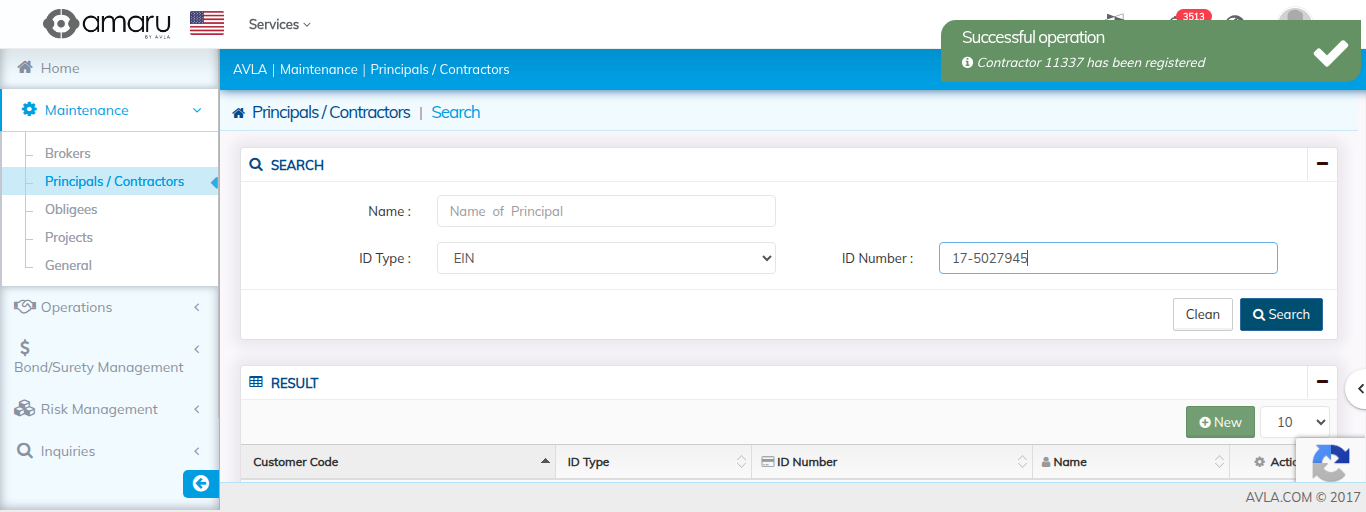 amaru
BY AVLA
Services
3513
Successful operation
Contractor 11337 has been registered
Home
AVLA | Maintenance | Principals / Contractors
Maintenance
Principals / Contractors | Search
Brokers
Principals / Contractors
Obligees
Projects
General
SEARCH
Name :
Name of Principal
ID Type :
EIN
ID Number :
17-5027945
Clean
Search
Operations
$
Bond/Surety Management
Risk Management
Inquiries
RESULT
New
10
Customer Code
ID Type
ID Number
Name
Actio
AVLA.COM © 2017